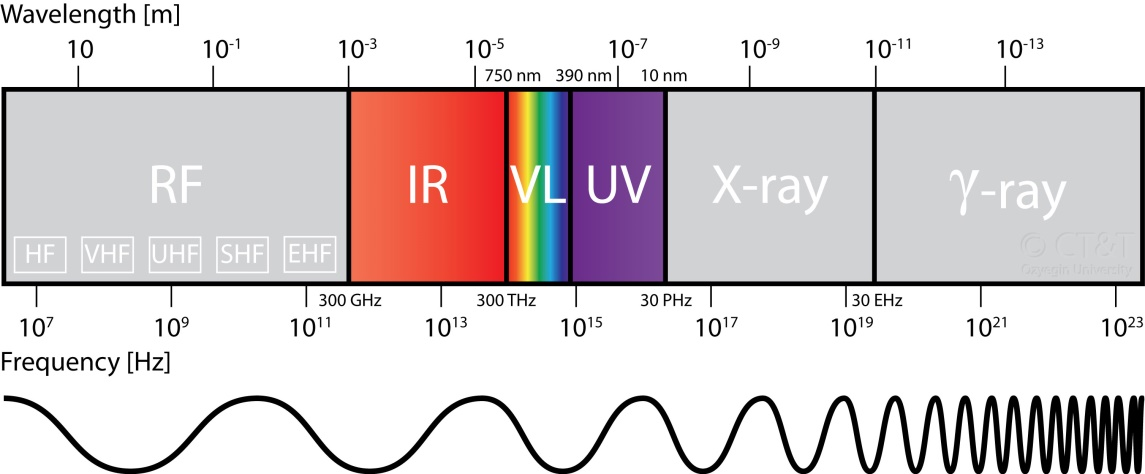 Wavelength [m]
10 10⁻¹ 10⁻³ 10⁻⁵ 10⁻⁷ 10⁻⁹ 10⁻¹¹ 10⁻¹³
750 nm 390 nm 10 nm
RF IR VL UV X-ray γ-ray
HF VHF UHF SHF EHF
© CT&T
Oxyegin University
300 GHz 300 THz 30 PHz 30 EHz
10⁷ 10⁹ 10¹¹ 10¹³ 10¹⁵ 10¹⁷ 10¹⁹ 10²¹ 10²³
Frequency [Hz]